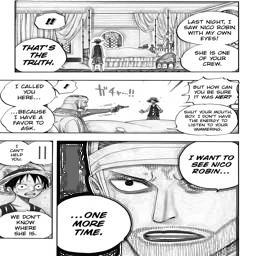 LAST NIGHT, I
SAW NICO ROBIN
WITH MY OWN
EYES!
SHE IS ONE
OF YOUR
CREW.
THAT'S
THE
TRUTH.
BUT HOW CAN
YOU BE SURE
IT WAS HER?
SHUT YOUR MOUTH,
BOY. I DON'T HAVE
THE ENERGY TO
LISTEN TO YOUR
YAMMERING.
ガチャ…!!
I CALLED
YOU
HERE...
...BECAUSE
I HAVE A
FAVOR TO
ASK.
I WANT TO
SEE NICO
ROBIN...
...ONE
MORE
TIME.
!!
I
CAN'T
HELP
YOU.
WE DON'T
KNOW
WHERE
SHE IS.